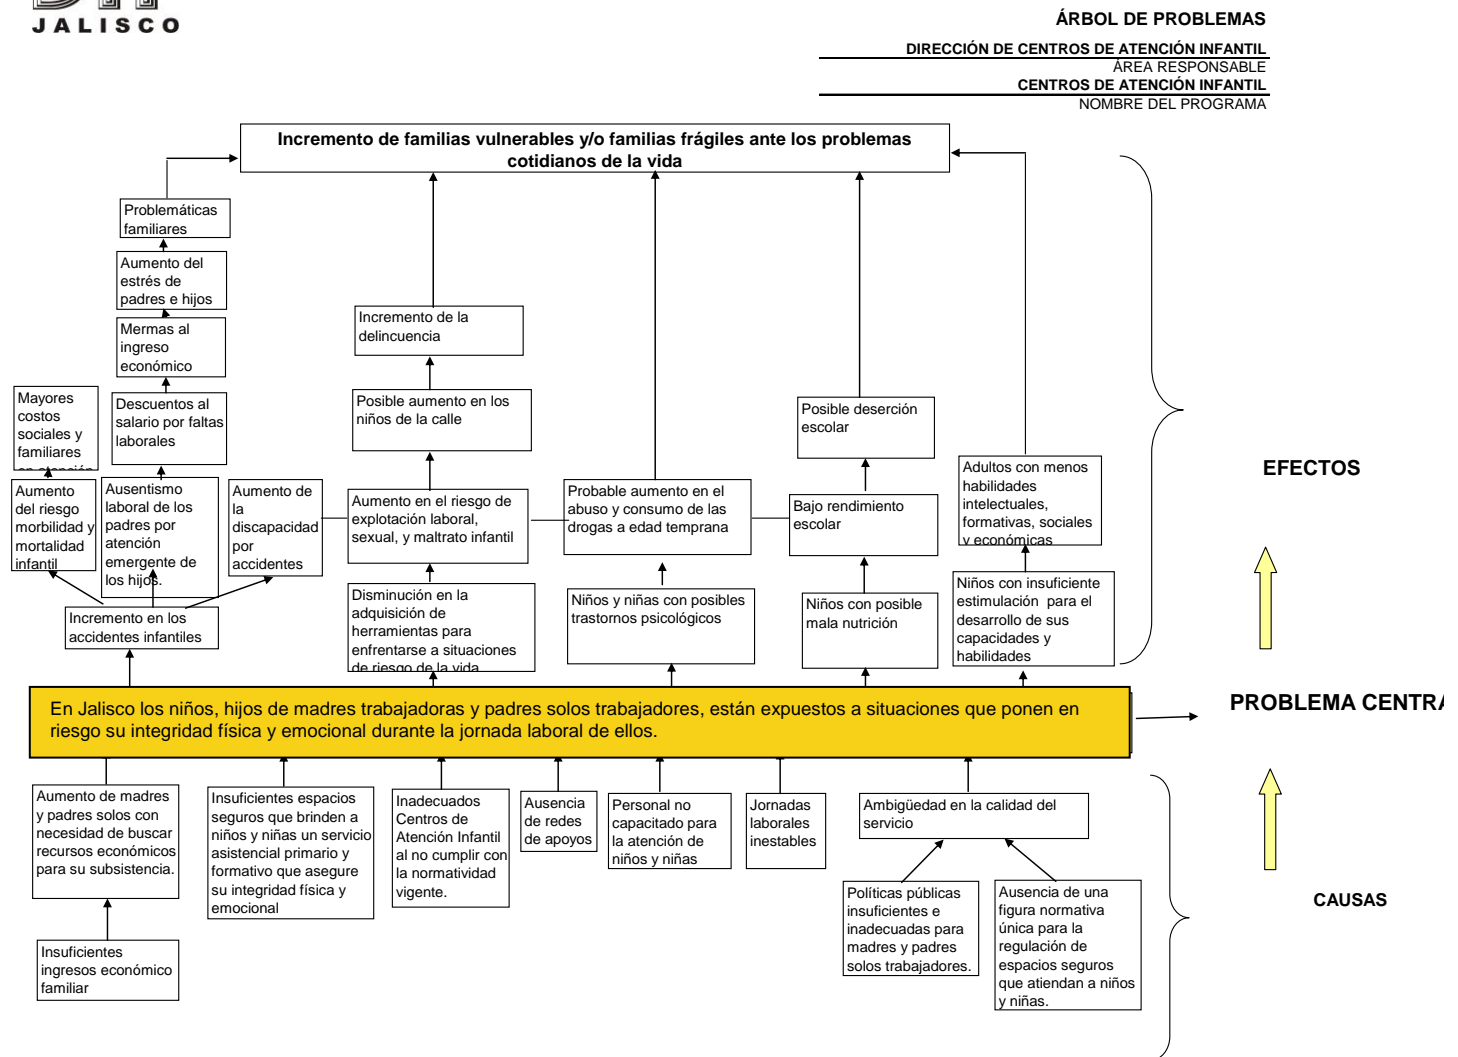 JALISCO
ÁRBOL DE PROBLEMAS
DIRECCIÓN DE CENTROS DE ATENCIÓN INFANTIL
ÁREA RESPONSABLE
CENTROS DE ATENCIÓN INFANTIL
NOMBRE DEL PROGRAMA
Incremento de familias vulnerables y/o familias frágiles ante los problemas
cotidianos de la vida
Problemáticas
familiares
Aumento del
estrés de
padres e hijos
Mermas al
ingreso
económico
Incremento de la
delincuencia
Mayores
costos
sociales y
familiares
en atención
Descuentos al
salario por faltas
laborales
Posible aumento en los
niños de la calle
Posible deserción
escolar
EFECTOS
Aumento
del riesgo
morbilidad y
mortalidad
infantil
Ausentismo
laboral de los
padres por
atención
emergente de
los hijos.
Aumento de
la
discapacidad
por
accidentes
Aumento en el riesgo de
explotación laboral,
sexual, y maltrato infantil
Probable aumento en el
abuso y consumo de las
drogas a edad temprana
Bajo rendimiento
escolar
Adultos con menos
habilidades
intelectuales,
formativas, sociales
y económicas
Incremento en los
accidentes infantiles
Disminución en la
adquisición de
herramientas para
enfrentarse a situaciones
de riesgo de la vida
Niños y niñas con posibles
trastornos psicológicos
Niños con posible
mala nutrición
Niños con insuficiente
estimulación para el
desarrollo de sus
capacidades y
habilidades
En Jalisco los niños, hijos de madres trabajadoras y padres solos trabajadores, están expuestos a situaciones que ponen en
riesgo su integridad física y emocional durante la jornada laboral de ellos.
PROBLEMA CENTRA
Aumento de madres
y padres solos con
necesidad de buscar
recursos económicos
para su subsistencia.
Insuficientes espacios
seguros que brinden a
niños y niñas un servicio
asistencial primario y
formativo que asegure
su integridad física y
emocional
Inadecuados
Centros de
Atención Infantil
al no cumplir con
la normatividad
vigente.
Ausencia
de redes
de apoyos
Personal no
capacitado para
la atención de
niños y niñas
Jornadas
laborales
inestables
Ambigüedad en la calidad del
servicio
CAUSAS
Insuficientes
ingresos económico
familiar
Políticas públicas
insuficientes e
inadecuadas para
madres y padres
solos trabajadores.
Ausencia de una
figura normativa
única para la
regulación de
espacios seguros
que atiendan a niños
y niñas.